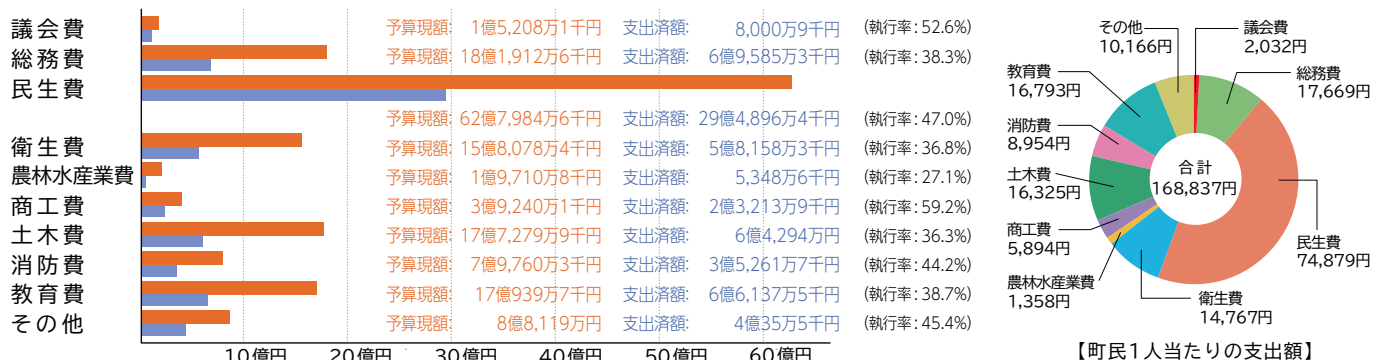 議会費 予算現額: 1億5,208万1千円 支出済額: 8,000万9千円 (執行率:52.6%)
総務費 予算現額: 18億1,912万6千円 支出済額: 6億9,585万3千円 (執行率:38.3%)
民生費
予算現額: 62億7,984万6千円 支出済額: 29億4,896万4千円 (執行率:47.0%)
衛生費 予算現額: 15億8,078万4千円 支出済額: 5億8,158万3千円 (執行率:36.8%)
農林水産業費 予算現額: 1億9,710万8千円 支出済額: 5,348万6千円 (執行率:27.1%)
商工費 予算現額: 3億9,240万1千円 支出済額: 2億3,213万9千円 (執行率:59.2%)
土木費 予算現額: 17億7,279万9千円 支出済額: 6億4,294万円 (執行率:36.3%)
消防費 予算現額: 7億9,760万3千円 支出済額: 3億5,261万7千円 (執行率:44.2%)
教育費 予算現額: 17億939万7千円 支出済額: 6億6,137万5千円 (執行率:38.7%)
その他 予算現額: 8億8,119万円 支出済額: 4億35万5千円 (執行率:45.4%)
10億円 20億円 30億円 40億円 50億円 60億円
その他
10,166円
議会費
2,032円
教育費
16,793円
総務費
17,669円
消防費
8,954円
土木費
16,325円
合計
168,837円
商工費
5,894円
民生費
74,879円
農林水産業費
1,358円
衛生費
14,767円
【町民1人当たりの支出額】